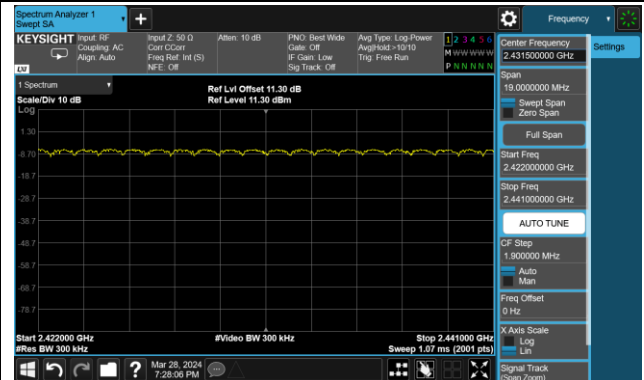 Spectrum Analyzer 1
Swept SA
Frequency
KEYSIGHT
Input: RF
Coupling: AC
Align: Auto
Input Z: 50 Ω
Corr CCorr
Freq Ref: Int (S)
NFE: Off
Atten: 10 dB
PNO: Best Wide
Gate: Off
IF Gain: Low
Sig Track: Off
Avg Type: Log-Power
Avg|Hold:>10/10
Trig: Free Run
1 2 3 4 5 6
M W W W W W
P N N N N N
LXI
1 Spectrum
Scale/Div 10 dB
Ref Lvl Offset 11.30 dB
Ref Level 11.30 dBm
Log
1.30
-8.70
-18.7
-28.7
-38.7
-48.7
-58.7
-68.7
-78.7
Start 2.422000 GHz
#Res BW 300 kHz
#Video BW 300 kHz
Stop 2.441000 GHz
Sweep 1.07 ms (2001 pts)
Mar 28, 2024
7:28:06 PM
Center Frequency
2.431500000 GHz
Settings
Span
19.0000000 MHz
Swept Span
Zero Span
Full Span
Start Freq
2.422000000 GHz
Stop Freq
2.441000000 GHz
AUTO TUNE
CF Step
1.900000 MHz
Auto
Man
Freq Offset
0 Hz
X Axis Scale
Log
Lin
Signal Track
(Span Zoom)